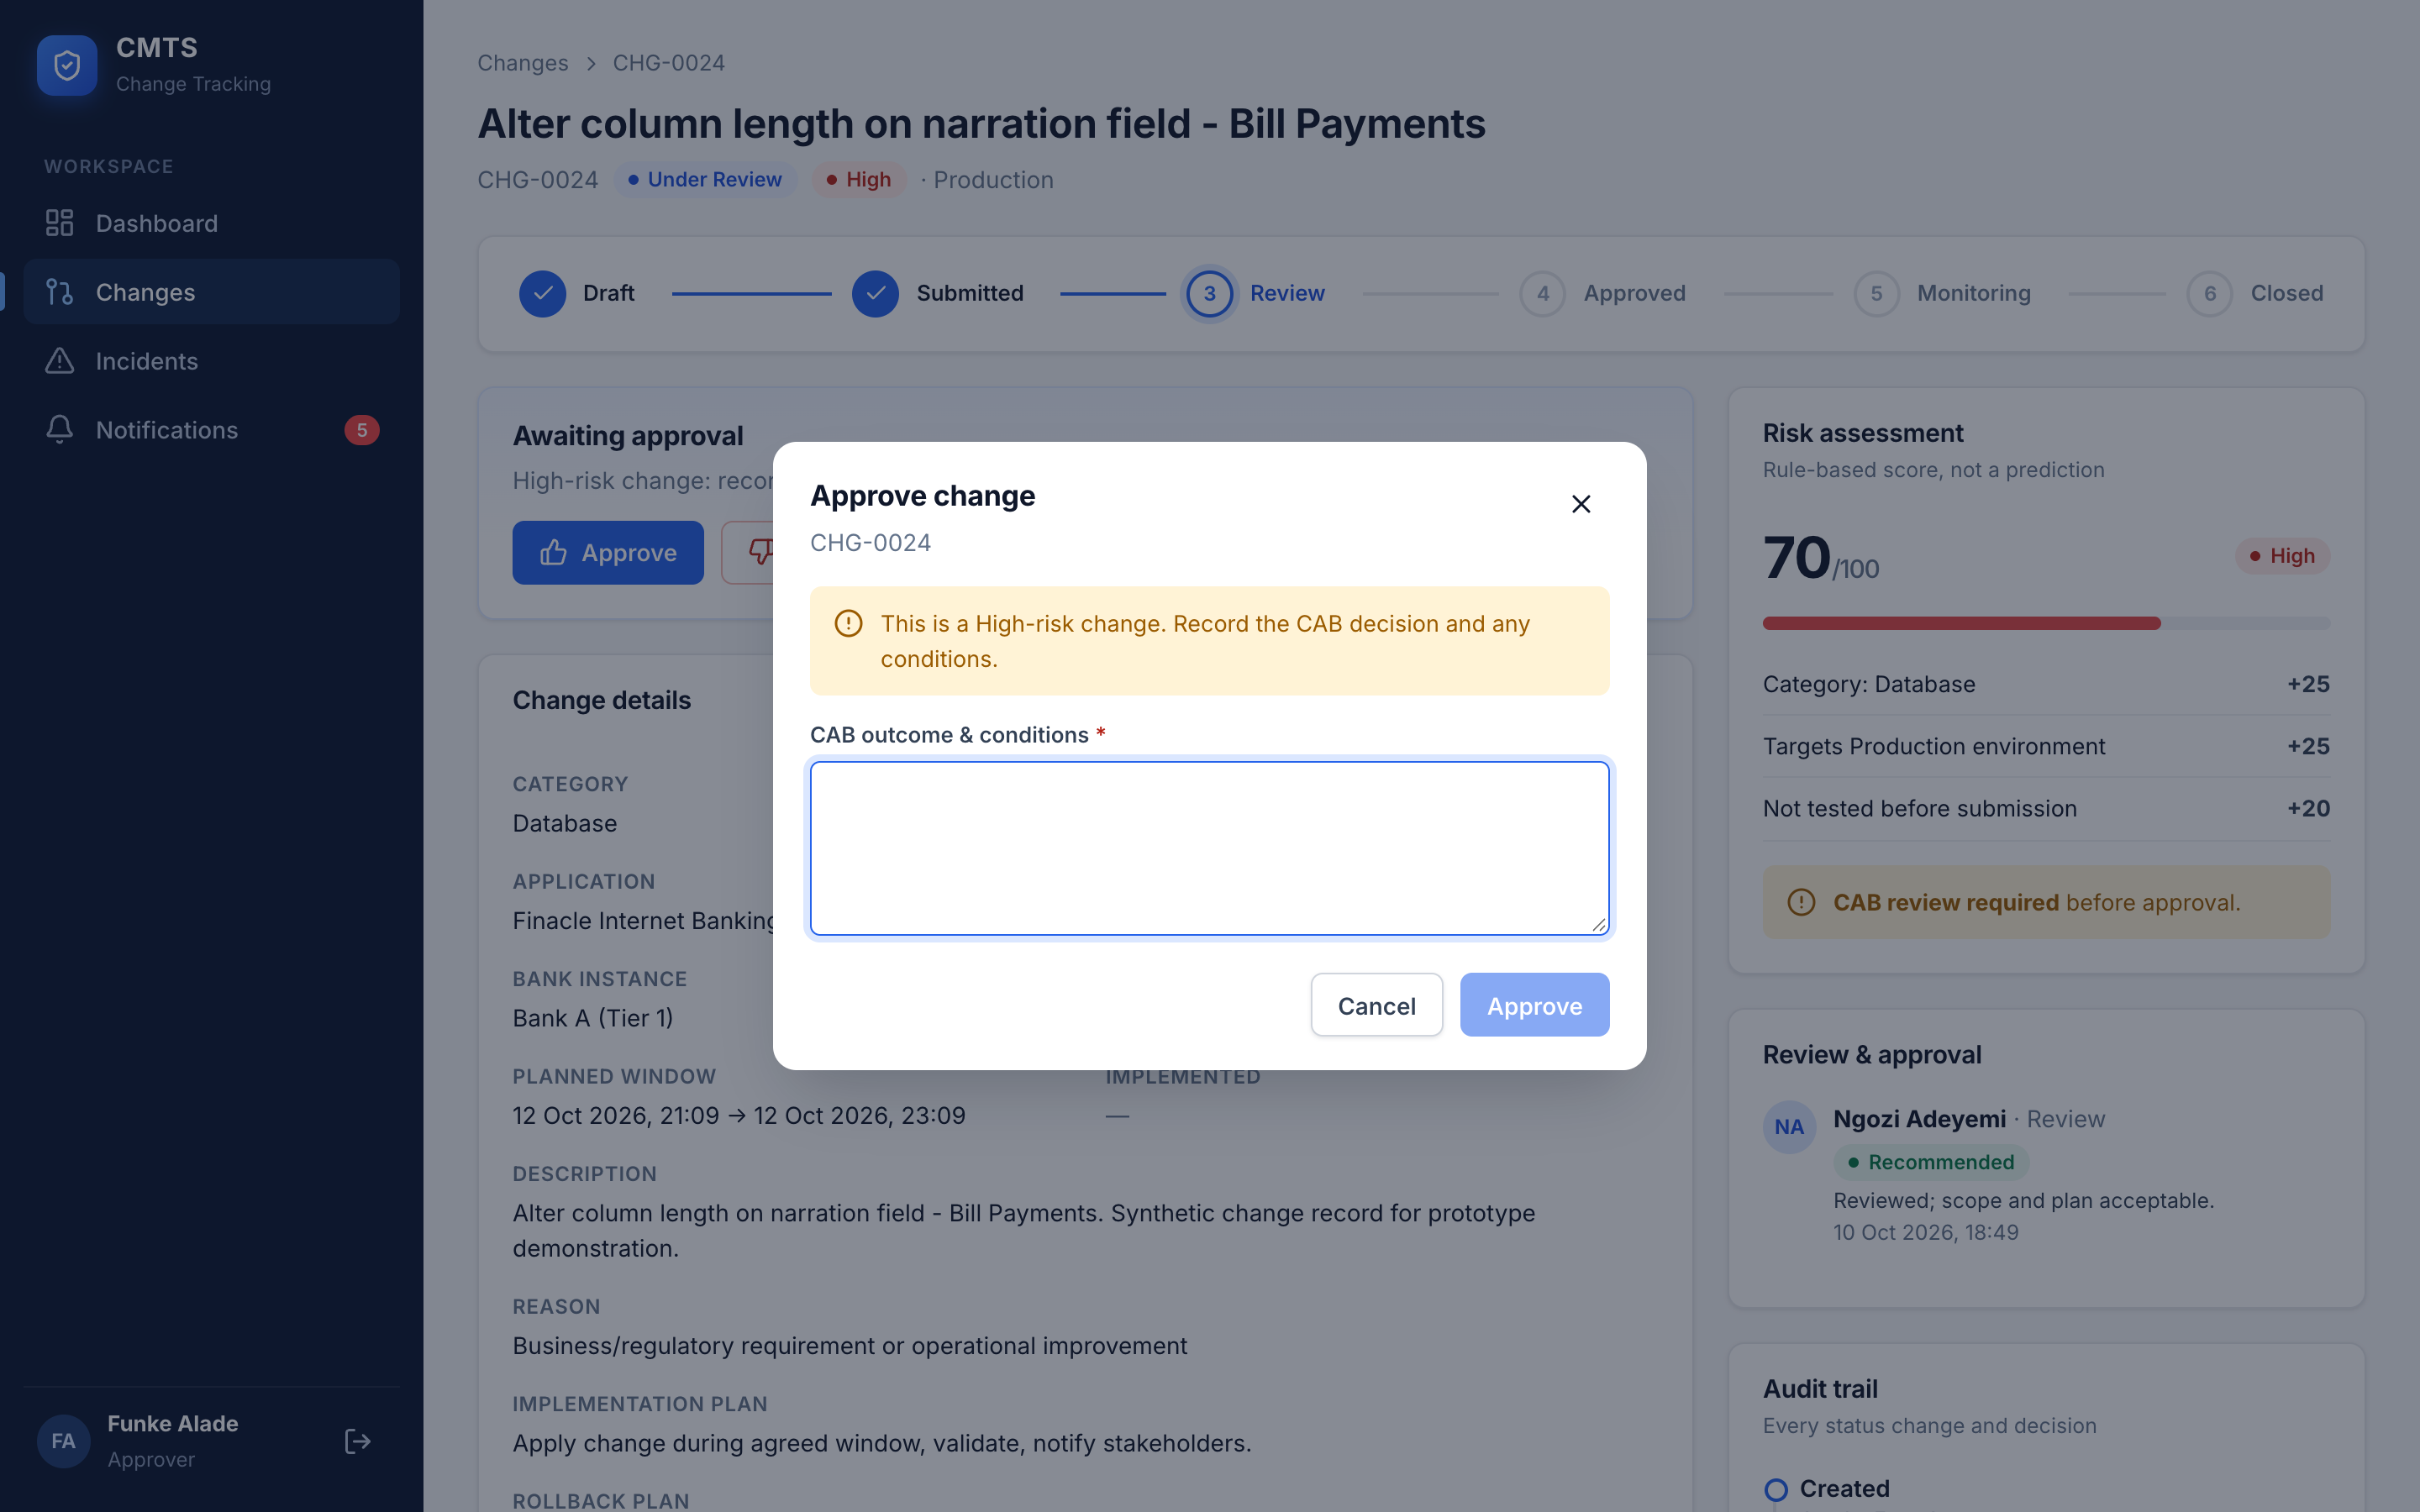 CMTS
Change Tracking
WORKSPACE
Dashboard
Changes
Incidents
Notifications
5
FA
Funke Alade
Approver
Changes > CHG-0024
Alter column length on narration field - Bill Payments
CHG-0024 • Under Review • High · Production
Draft
Submitted
3 Review
4 Approved
5 Monitoring
6 Closed
Awaiting approval
High-risk change:
Approve
Approve change
CHG-0024
This is a High-risk change. Record the CAB decision and any
conditions.
CAB outcome & conditions *
Cancel
Approve
Change details
CATEGORY
Database
APPLICATION
Finacle Internet Banking
BANK INSTANCE
Bank A (Tier 1)
PLANNED WINDOW
12 Oct 2026, 21:09 → 12 Oct 2026, 23:09
IMPLEMENTED
—
DESCRIPTION
Alter column length on narration field - Bill Payments. Synthetic change record for prototype
demonstration.
REASON
Business/regulatory requirement or operational improvement
IMPLEMENTATION PLAN
Apply change during agreed window, validate, notify stakeholders.
ROLLBACK PLAN
Risk assessment
Rule-based score, not a prediction
70/100
• High
Category: Database +25
Targets Production environment +25
Not tested before submission +20
CAB review required before approval.
Review & approval
NA
Ngozi Adeyemi · Review
• Recommended
Reviewed; scope and plan acceptable.
10 Oct 2026, 18:49
Audit trail
Every status change and decision
Created